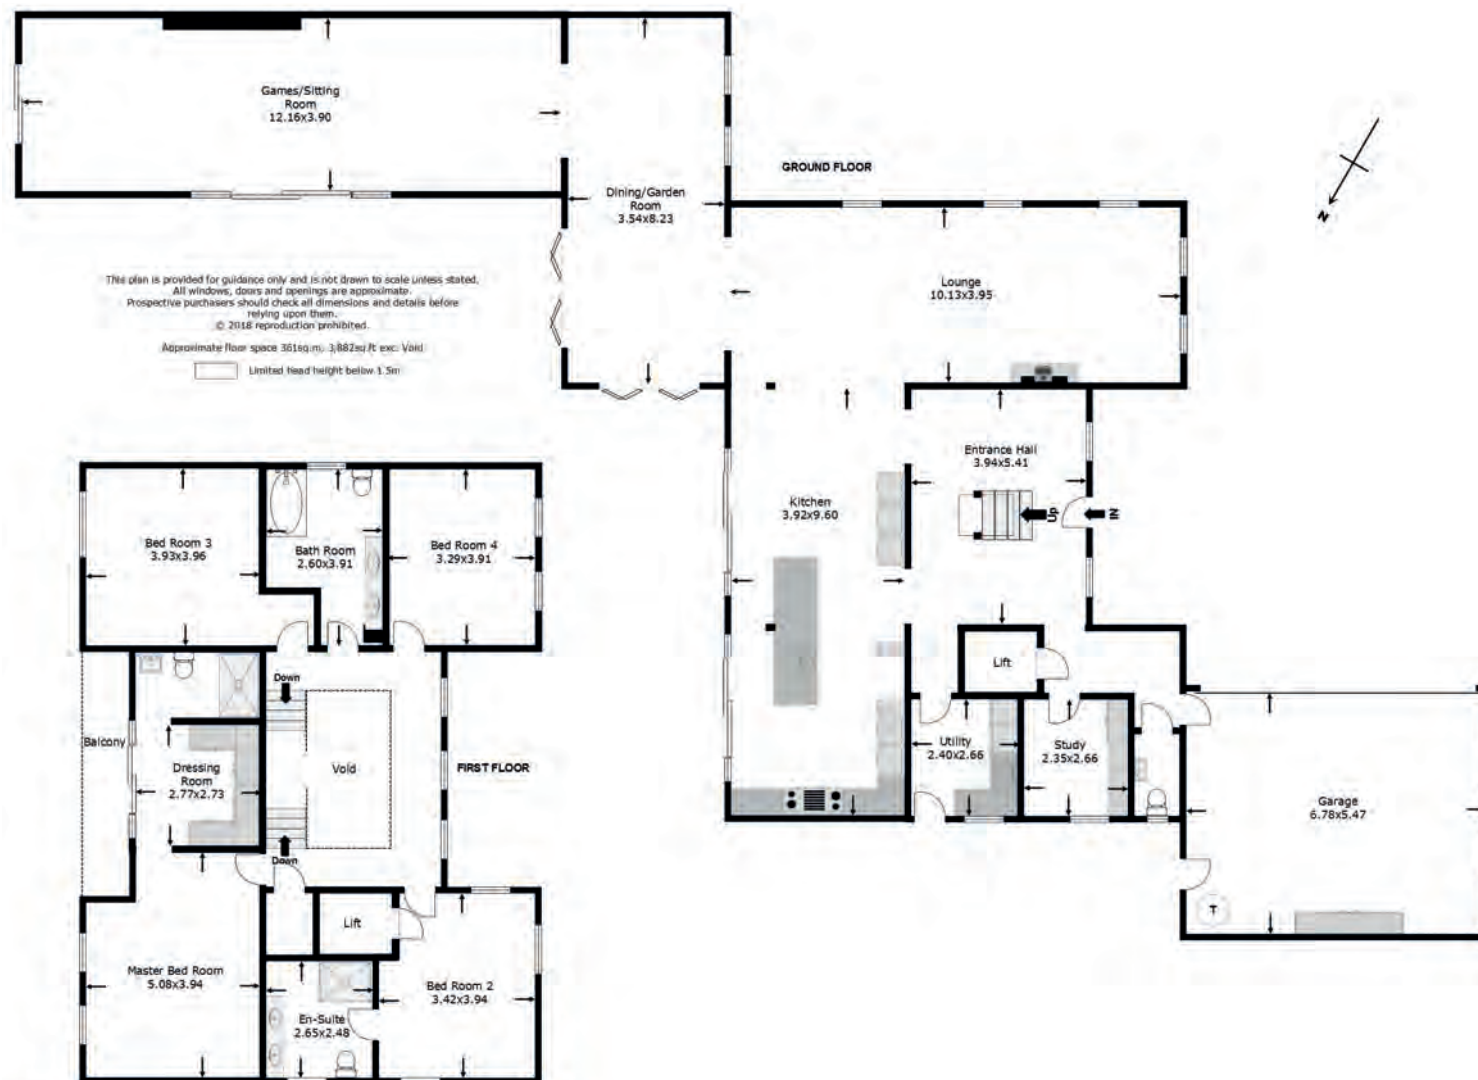 Games/Sitting
Room
12.16x3.90
GROUND FLOOR
N
Dining/Garden
Room
3.54x8.23
This plan is provided for guidance only and is not drawn to scale unless stated.
All windows, doors and openings are approximate.
Prospective purchasers should check all dimensions and details before
relying upon them.
© 2018 reproduction prohibited.
Approximate floor space 361sq.m. 3,882sq.ft exc. Void
Limited head height below 1.5m
Lounge
10.13x3.95
Entrance Hall
3.94x5.41
Up
IN
Kitchen
3.92x9.60
Lift
Utility
2.40x2.66
Study
2.35x2.66
Garage
6.78x5.47
T
Bed Room 3
3.93x3.96
Bath Room
2.60x3.91
Bed Room 4
3.29x3.91
Down
Balcony
Dressing
Room
2.77x2.73
Void
FIRST FLOOR
Down
Lift
Master Bed Room
5.08x3.94
En-Suite
2.65x2.48
Bed Room 2
3.42x3.94